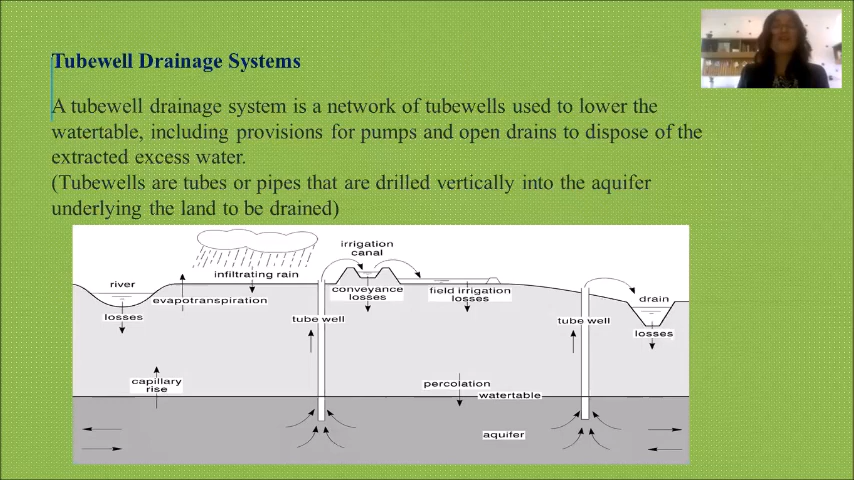 Tubewell Drainage Systems
A tubewell drainage system is a network of tubewells used to lower the
watertable, including provisions for pumps and open drains to dispose of the
extracted excess water.
(Tubewells are tubes or pipes that are drilled vertically into the aquifer
underlying the land to be drained)
irrigation
canal
infiltrating rain
river
evapotranspiration
conveyance
losses
field irrigation
losses
drain
losses
tube well
tube well
losses
capillary
rise
percolation
watertable
aquifer